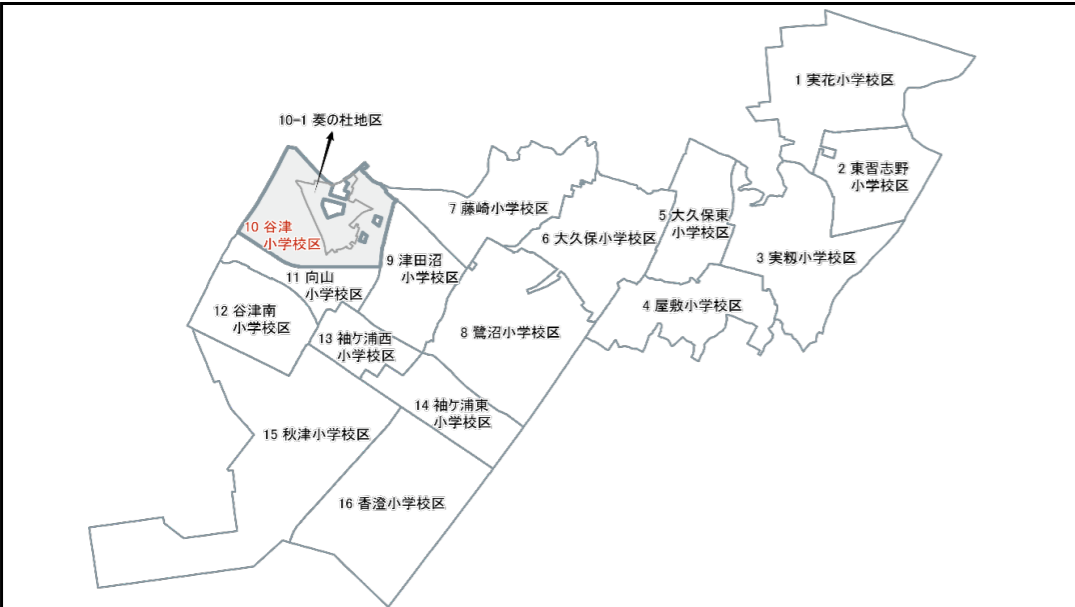 1 実花小学校区
10-1 奏の杜地区
2 東習志野
小学校区
7 藤崎小学校区
5 大久保東
小学校区
10 谷津
小学校区
6 大久保小学校区
9 津田沼
小学校区
3 実籾小学校区
11 向山
小学校区
4 屋敷小学校区
12 谷津南
小学校区
8 鷺沼小学校区
13 袖ケ浦西
小学校区
14 袖ケ浦東
小学校区
15 秋津小学校区
16 香澄小学校区